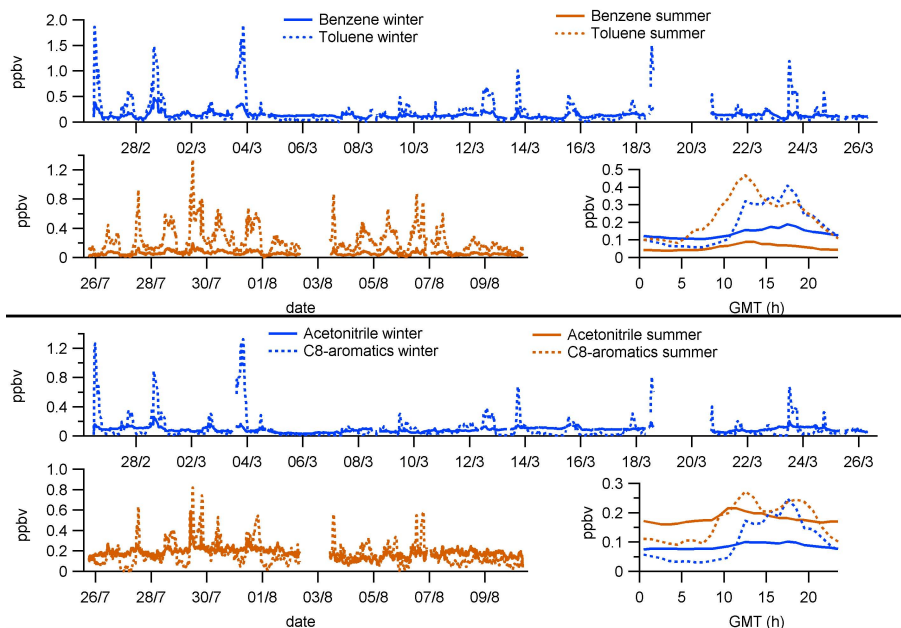 Benzene winter
Toluene winter
Benzene summer
Toluene summer
ppbv
2.0
1.5
1.0
0.5
0
28/2 02/3 04/3 06/3 08/3 10/3 12/3 14/3 16/3 18/3 20/3 22/3 24/3 26/3
ppbv
1.2
0.8
0.4
0
26/7 28/7 30/7 01/8 03/8 05/8 07/8 09/8
date
ppbv
0.5
0.4
0.3
0.2
0.1
0
0 5 10 15 20
GMT (h)
Acetonitrile winter
C8-aromatics winter
Acetonitrile summer
C8-aromatics summer
ppbv
1.2
0.8
0.4
0
28/2 02/3 04/3 06/3 08/3 10/3 12/3 14/3 16/3 18/3 20/3 22/3 24/3 26/3
ppbv
1.0
0.8
0.6
0.4
0.2
0
26/7 28/7 30/7 01/8 03/8 05/8 07/8 09/8
date
ppbv
0.3
0.2
0.1
0
0 5 10 15 20
GMT (h)